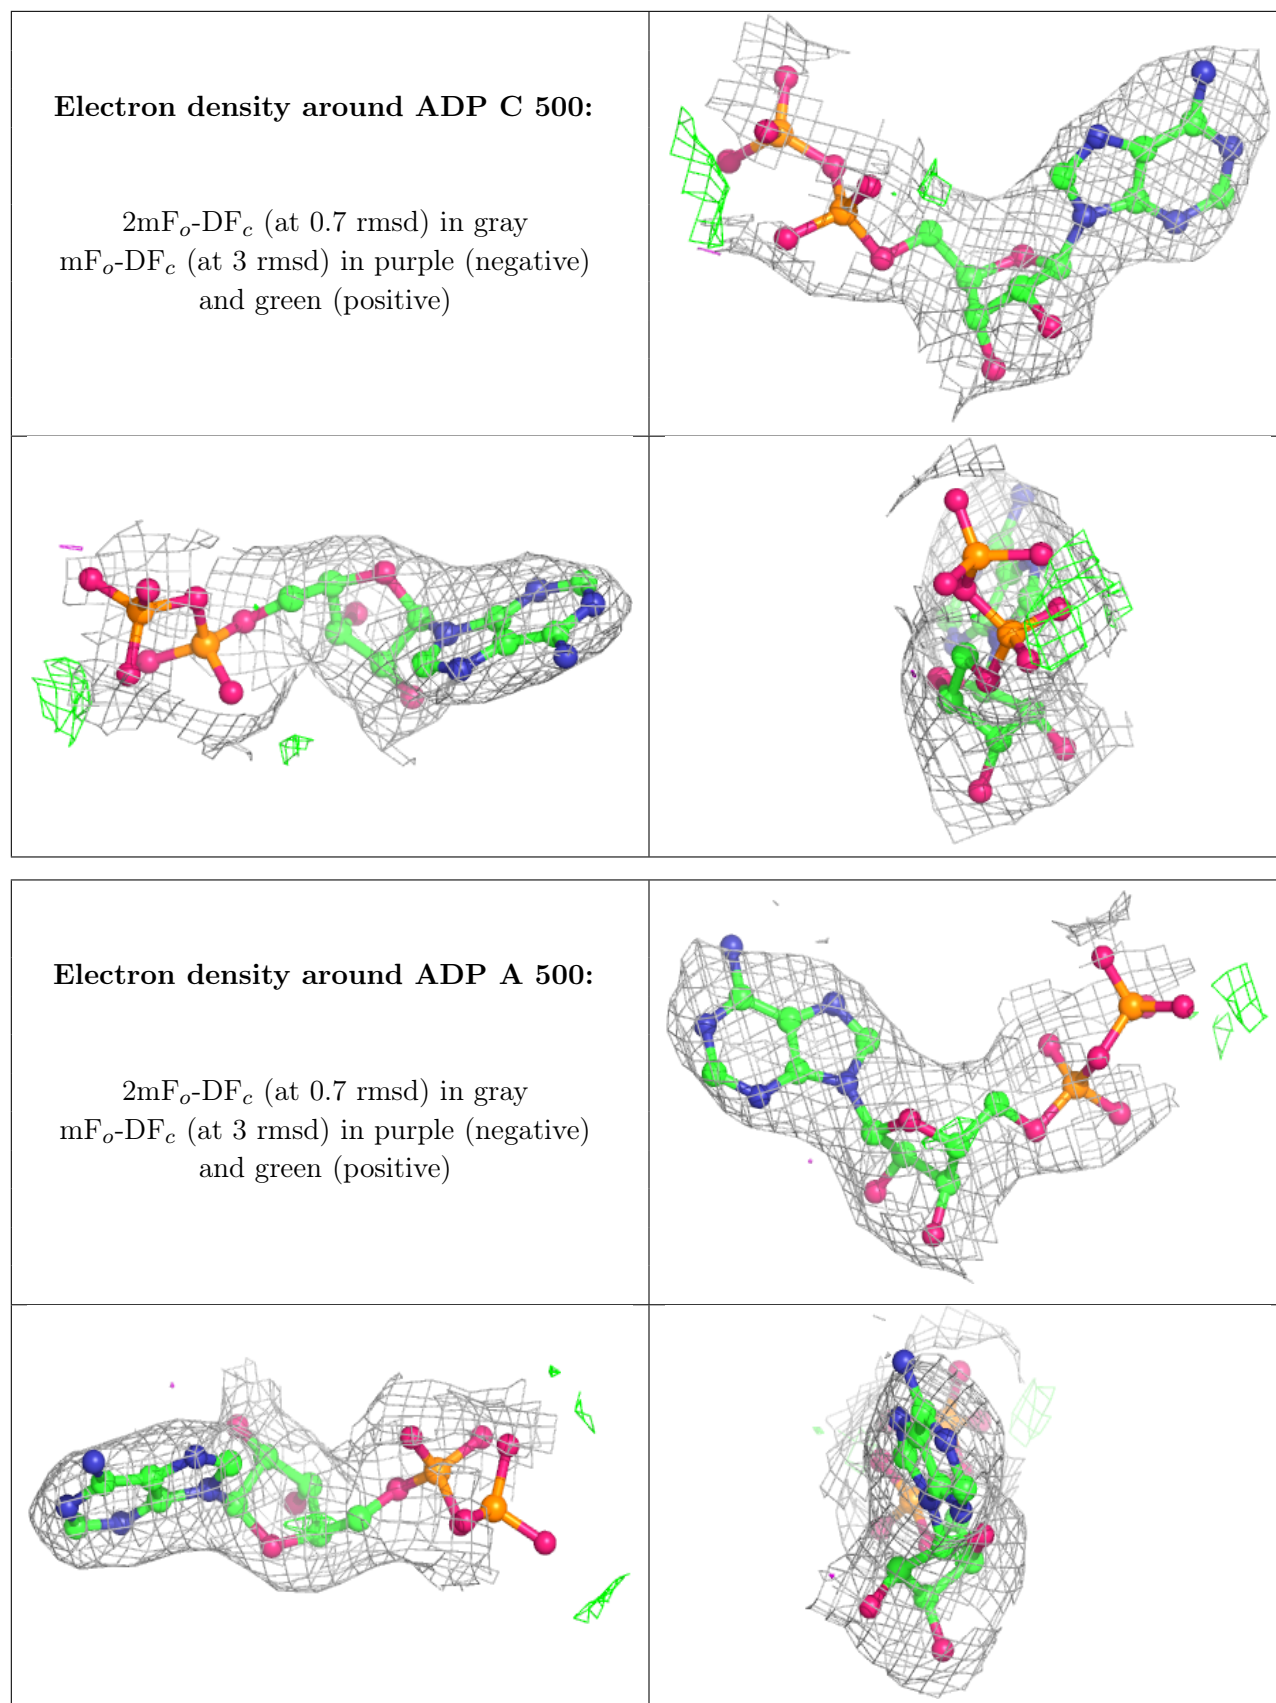 Electron density around ADP C 500:
2mFₒ-DF𝒸 (at 0.7 rmsd) in gray
mFₒ-DF𝒸 (at 3 rmsd) in purple (negative)
and green (positive)
Electron density around ADP A 500:
2mFₒ-DF𝒸 (at 0.7 rmsd) in gray
mFₒ-DF𝒸 (at 3 rmsd) in purple (negative)
and green (positive)